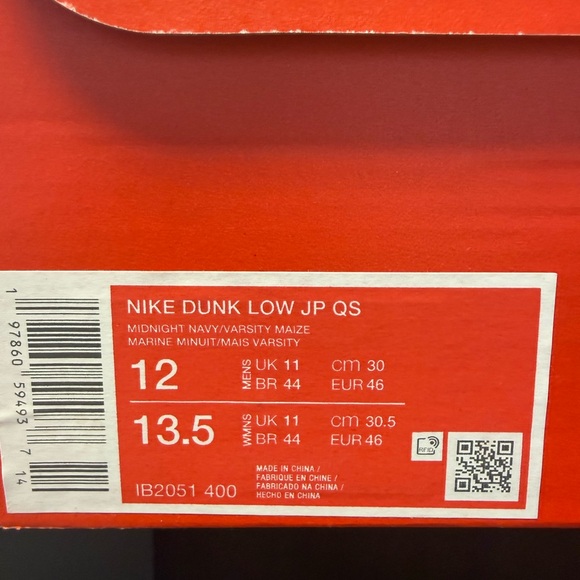 NIKE DUNK LOW JP QS
MIDNIGHT NAVY/VARSITY MAIZE
MARINE MINUIT/MAIS VARSITY
12 MENS UK 11 cm 30
BR 44 EUR 46
13.5 WMNS UK 11 cm 30.5
BR 44 EUR 46
IB2051 400
MADE IN CHINA /
FABRIQUE EN CHINE /
FABRICADO NA CHINA /
HECHO EN CHINA
RFID
1 97860 59493 7 14